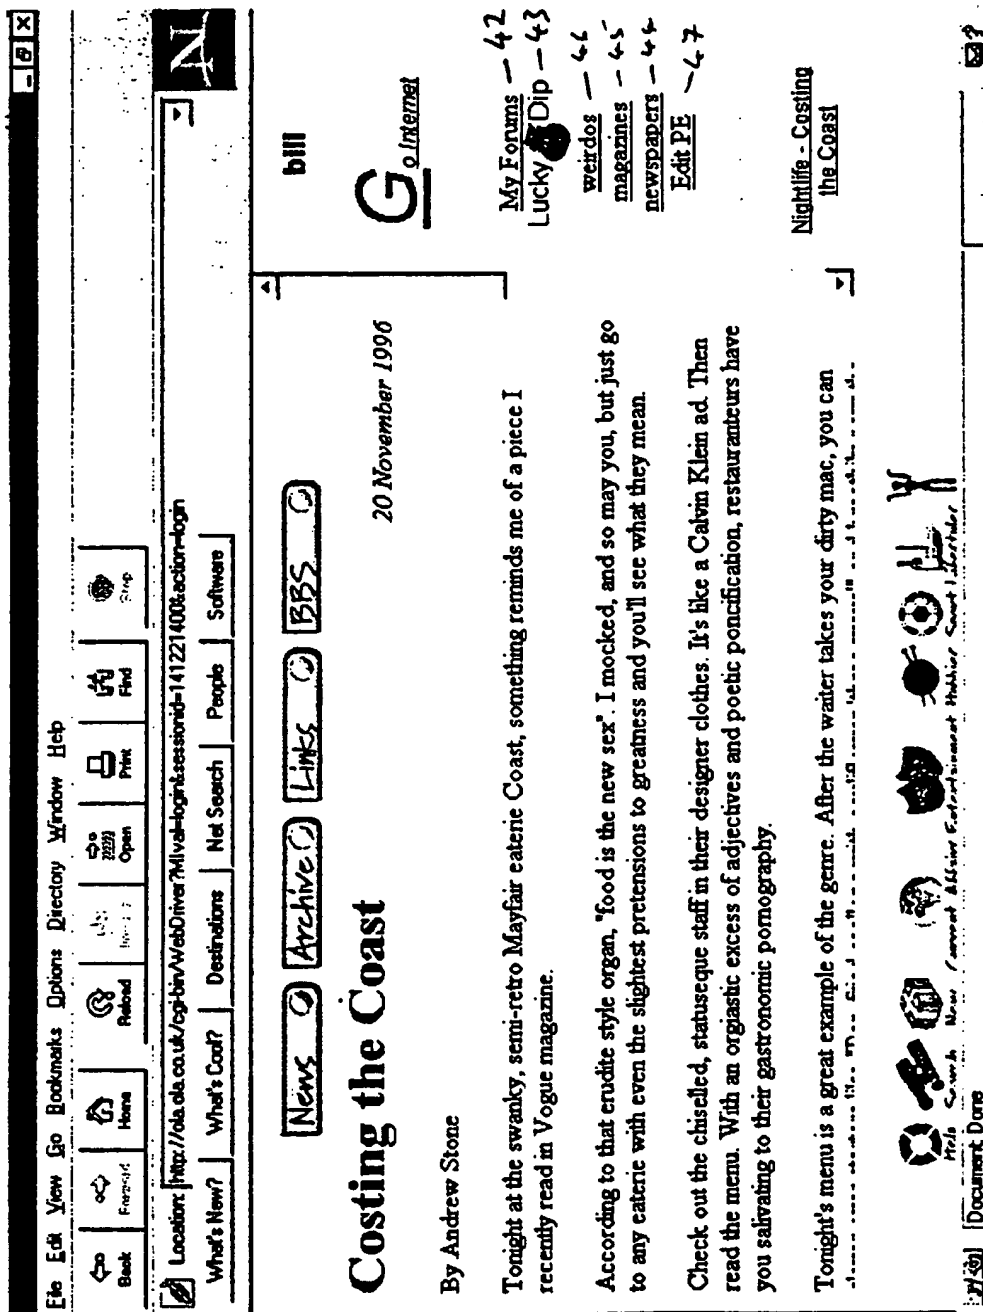 File Edit View Go Bookmarks Options Directory Window Help
Back Forward Home Reload Open Print Find Stop
Location: http://ola.ola.co.uk/cgi-bin/WebDriver?MIval=login&sessionid=141221400&action=login
What's New? What's Cool? Destinations Net Search People Software
News Archive Links BBS
Costing the Coast
20 November 1996
By Andrew Stone
Tonight at the swanky, semi-retro Mayfair eaterie Coast, something reminds me of a piece I
recently read in Vogue magazine.
According to that erudite style organ, "food is the new sex". I mocked, and so may you, but just go
to any eaterie with even the slightest pretensions to greatness and you'll see what they mean.
Check out the chiselled, statuseque staff in their designer clothes. It's like a Calvin Klein ad. Then
read the menu. With an orgiastic excess of adjectives and poetic poncification, restauranteurs have
you salivating to their gastronomic pornography.
Tonight's menu is a great example of the genre. After the waiter takes your dirty mac, you can
bill
Go Internet
My Forums - 42
Lucky Dip - 43
weirdos - 46
magazines - 45
newspapers - 44
Edit PE - 47
Nightlife - Costing
the Coast
Help Search News Current Affairs Entertainment Hobbies Sport Lifestyles
Document Done